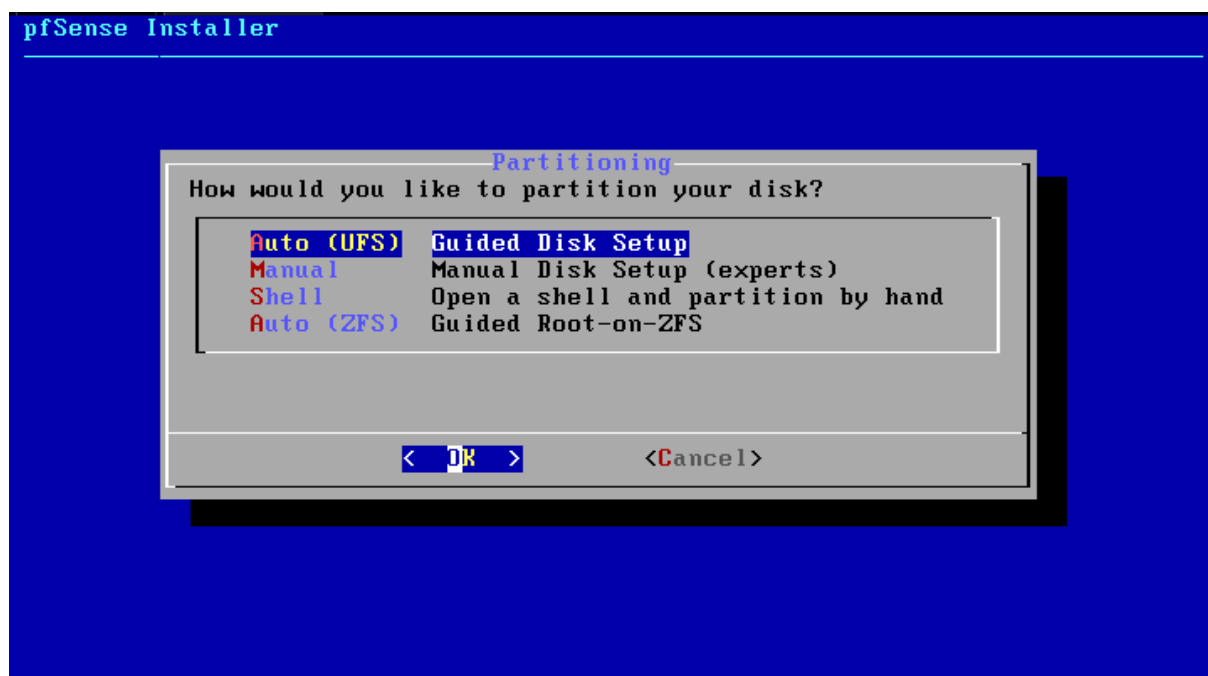 pfSense Installer
Partitioning
How would you like to partition your disk?
Auto (UFS) Guided Disk Setup
Manual Manual Disk Setup (experts)
Shell Open a shell and partition by hand
Auto (ZFS) Guided Root-on-ZFS
< OK > <Cancel>